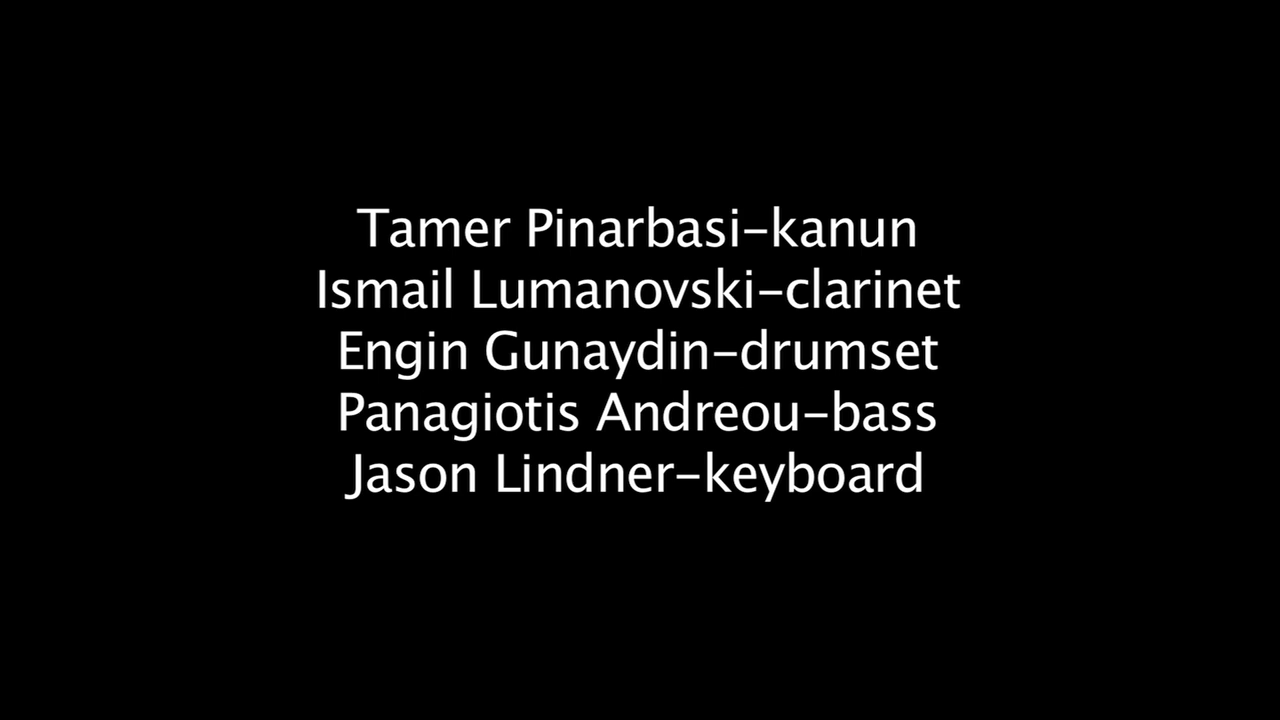 Tamer Pinarbasi-kanun
Ismail Lumanovski-clarinet
Engin Gunaydin-drumset
Panagiotis Andreou-bass
Jason Lindner-keyboard